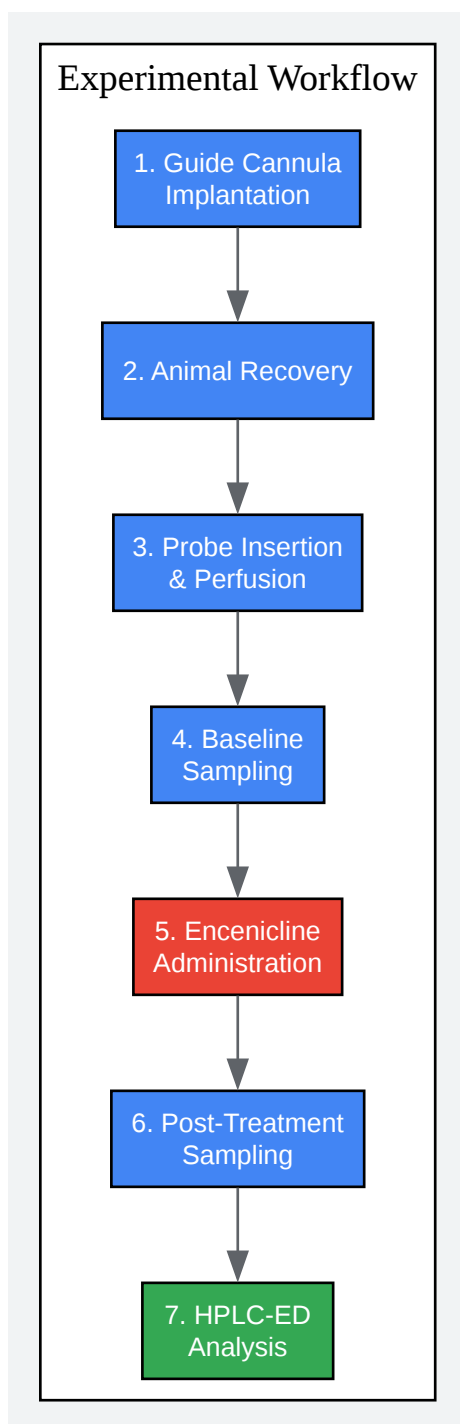 Experimental Workflow
1. Guide Cannula
Implantation
2. Animal Recovery
3. Probe Insertion
& Perfusion
4. Baseline
Sampling
5. Encenicline
Administration
6. Post-Treatment
Sampling
7. HPLC-ED
Analysis